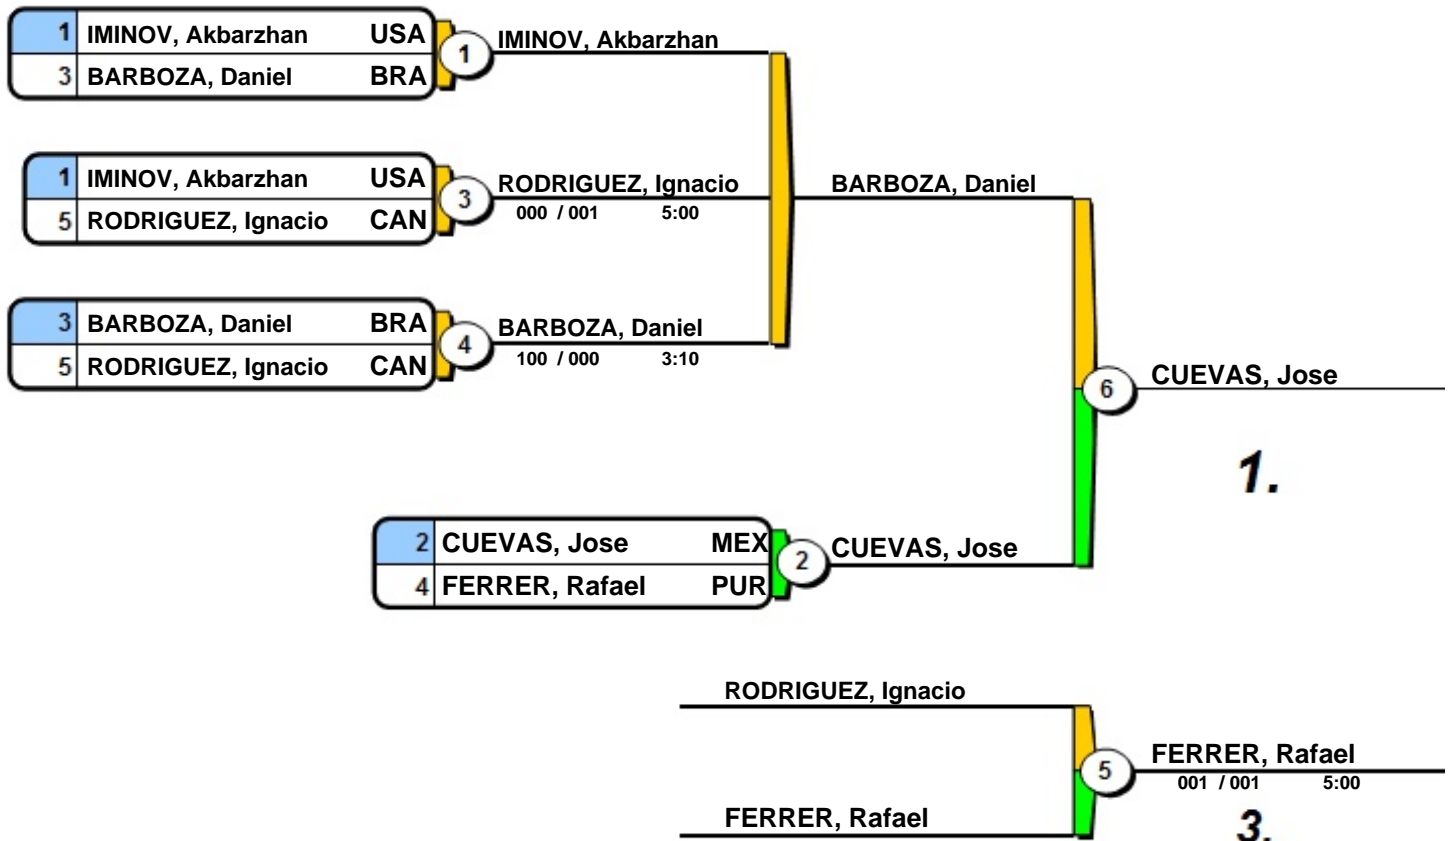 1 IMINOV, Akbarzhan USA
3 BARBOZA, Daniel BRA
1 IMINOV, Akbarzhan
1 IMINOV, Akbarzhan USA
5 RODRIGUEZ, Ignacio CAN
3 RODRIGUEZ, Ignacio
000 / 001 5:00
BARBOZA, Daniel
3 BARBOZA, Daniel BRA
5 RODRIGUEZ, Ignacio CAN
4 BARBOZA, Daniel
100 / 000 3:10
6 CUEVAS, Jose
1.
2 CUEVAS, Jose MEX
4 FERRER, Rafael PUR
2 CUEVAS, Jose
RODRIGUEZ, Ignacio
5 FERRER, Rafael
001 / 001 5:00
FERRER, Rafael
3.